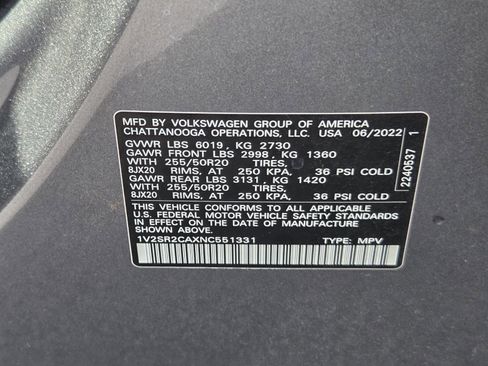 MFD BY VOLKSWAGEN GROUP OF AMERICA
CHATTANOOGA OPERATIONS, LLC. USA 06/2022
GVWR LBS 6019, KG 2730
GAWR FRONT LBS 2998, KG 1360
WITH 255/50R20 TIRES,
8JX20 RIMS, AT 250 KPA, 36 PSI COLD
GAWR REAR LBS 3131, KG 1420
WITH 255/50R20 TIRES,
8JX20 RIMS, AT 250 KPA, 36 PSI COLD
THIS VEHICLE CONFORMS TO ALL APPLICABLE
U.S. FEDERAL MOTOR VEHICLE SAFETY STANDARDS
IN EFFECT ON THE DATE OF MANUFACTURE
SHOWN ABOVE.
1V2SR2CAXNC551331 TYPE: MPV
2240637 1